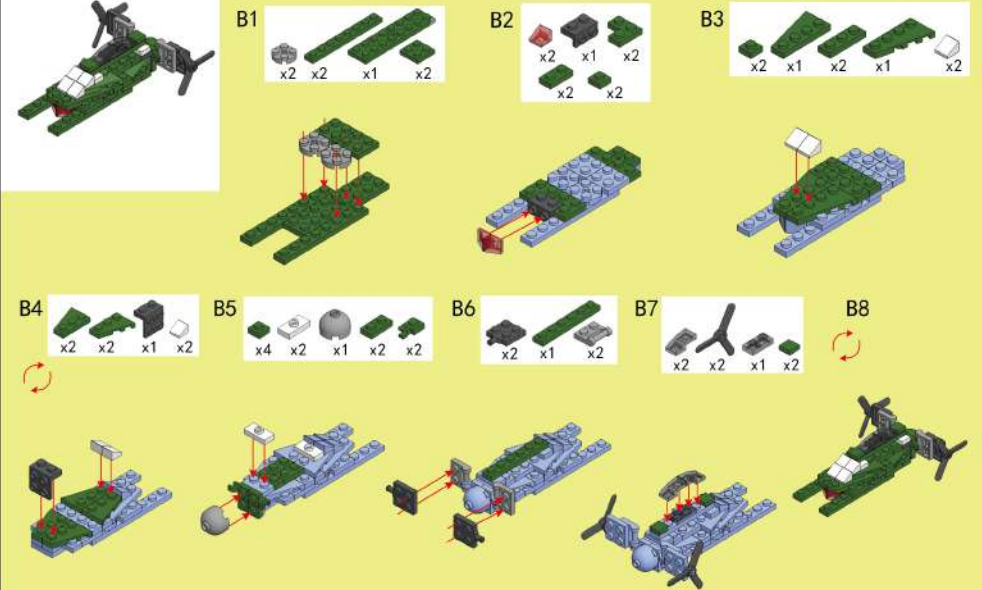 B1
x2 x2 x1 x2
B2
x2 x1 x2
x2 x2
B3
x2 x1 x2 x1 x2
B4
x2 x2 x1 x2
B5
x4 x2 x1 x2 x2
B6
x2 x1 x2
B7
x2 x2 x1 x2
B8